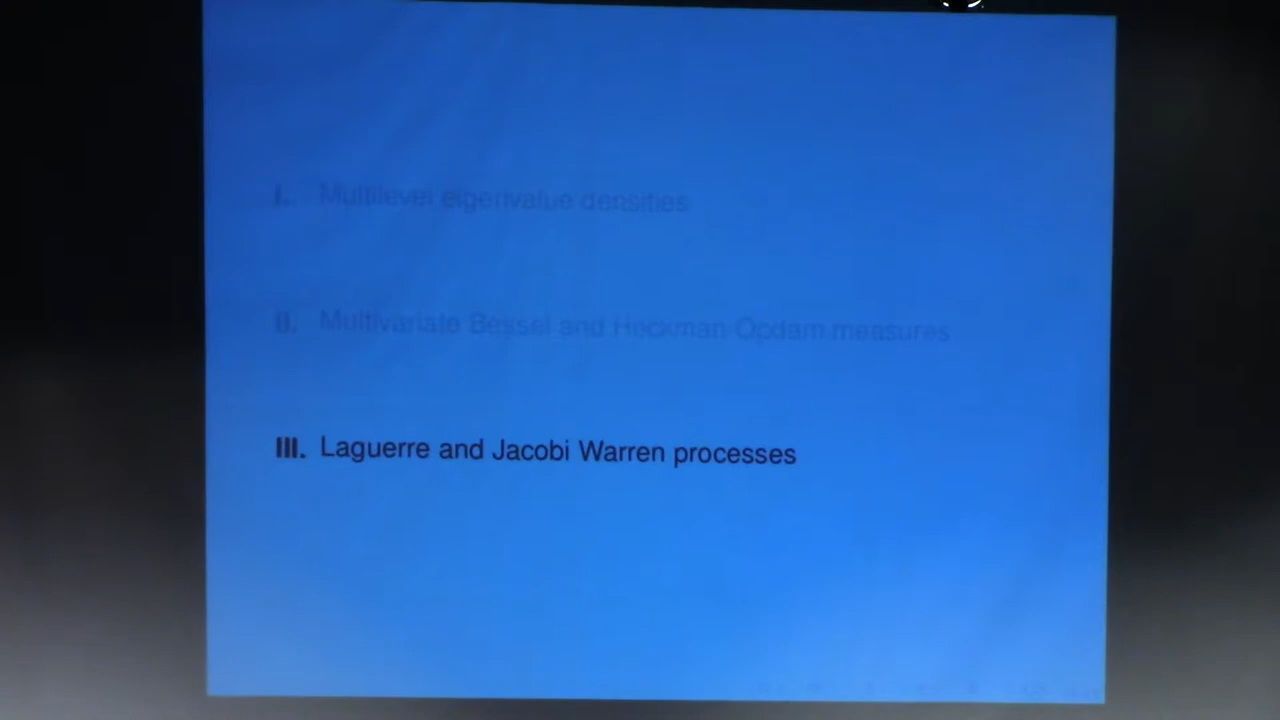 I. Multilevel eigenvalue densities
II. Multivariate Bessel and Heckman-Opdam measures
III. Laguerre and Jacobi Warren processes